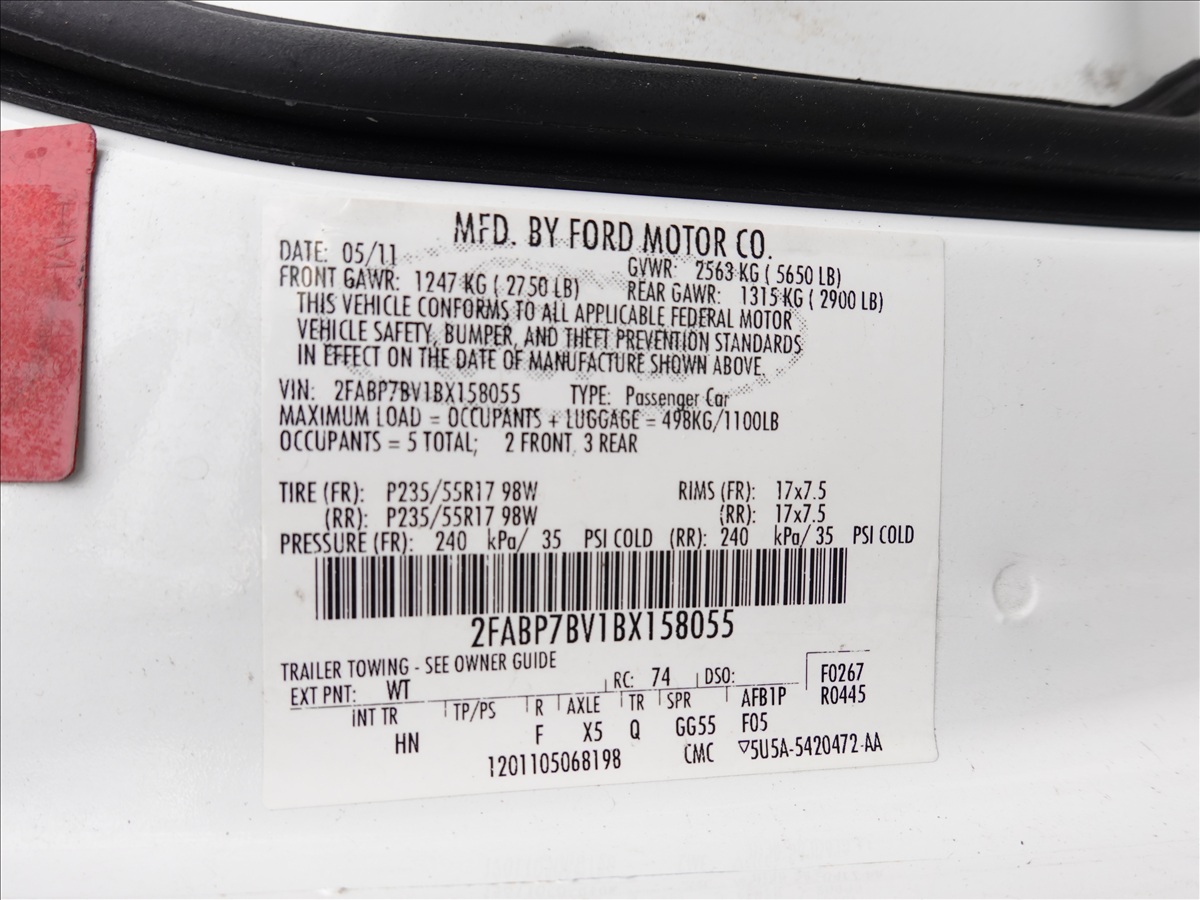 MFD. BY FORD MOTOR CO.
DATE: 05/11
GVWR: 2563 KG ( 5650 LB)
FRONT GAWR: 1247 KG ( 2750 LB) REAR GAWR: 1315 KG ( 2900 LB)
THIS VEHICLE CONFORMS TO ALL APPLICABLE FEDERAL MOTOR
VEHICLE SAFETY, BUMPER, AND THEFT PREVENTION STANDARDS
IN EFFECT ON THE DATE OF MANUFACTURE SHOWN ABOVE.
VIN: 2FABP7BV1BX158055 TYPE: Passenger Car
MAXIMUM LOAD = OCCUPANTS + LUGGAGE = 498KG/1100LB
OCCUPANTS = 5 TOTAL; 2 FRONT, 3 REAR
TIRE (FR): P235/55R17 98W RIMS (FR): 17x7.5
(RR): P235/55R17 98W (RR): 17x7.5
PRESSURE (FR): 240 kPa/ 35 PSI COLD (RR): 240 kPa/ 35 PSI COLD
2FABP7BV1BX158055
TRAILER TOWING - SEE OWNER GUIDE
EXT PNT: WT RC: 74 DSO: F0267
INT TR TP/PS R AXLE TR SPR AFB1P R0445
HN F X5 Q GG55 F05
1201105068198 CMC ▽5U5A-5420472-AA